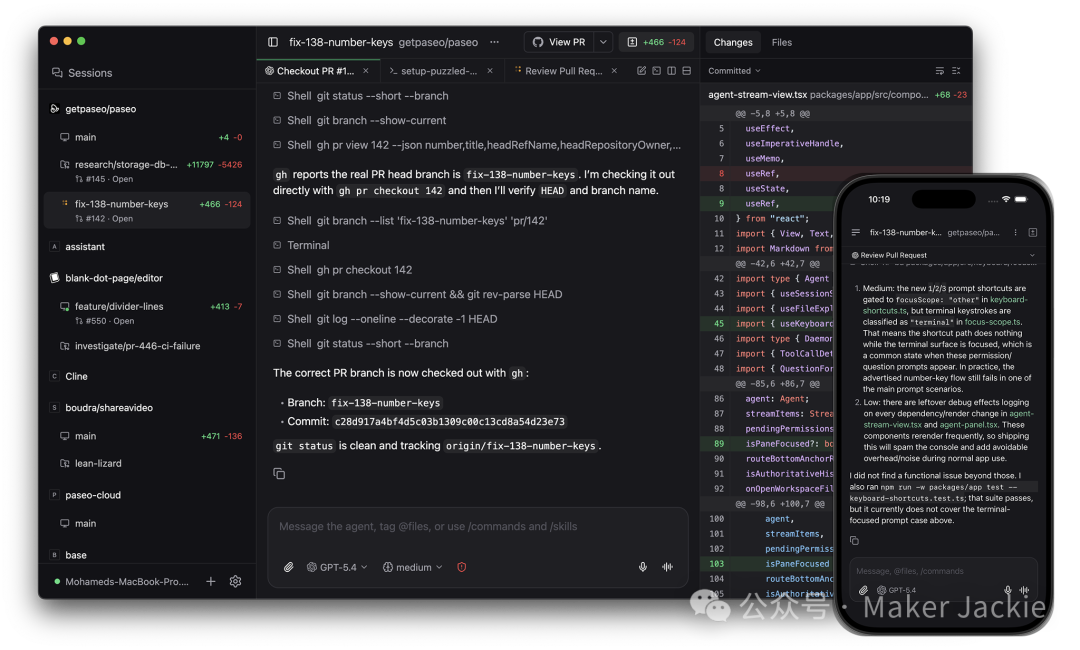 Sessions
getpaseo/paseo
main +4 -0
research/storage-db-... +11797 -5426
#145 · Open
fix-138-number-keys +466 -124
#142 · Open
A assistant
blank-dot-page/editor
feature/divider-lines +413 -7
#550 · Open
investigate/pr-446-ci-failure
C Cline
S boudra/shareavideo
main +471 -136
lean-lizard
P paseo-cloud
main
B base
Mohameds-MacBook-Pro....
fix-138-number-keys getpaseo/paseo ...
View PR
+466 -124
Checkout PR #1...
setup-puzzled-...
Review Pull Req...
Shell git status --short --branch
Shell git branch --show-current
Shell gh pr view 142 --json number,title,headRefName,headRepositoryOwner,...
gh reports the real PR head branch is fix-138-number-keys. I'm checking it out
directly with gh pr checkout 142 and then I'll verify HEAD and branch name.
Shell git branch --list 'fix-138-number-keys' 'pr/142'
Terminal
Shell gh pr checkout 142
Shell git branch --show-current && git rev-parse HEAD
Shell git log --oneline --decorate -1 HEAD
Shell git status --short --branch
The correct PR branch is now checked out with gh:
• Branch: fix-138-number-keys
• Commit: c28d917a4bf4d5c03b1309c00c13cd8a54d23e73
git status is clean and tracking origin/fix-138-number-keys.
Message the agent, tag @files, or use /commands and /skills
GPT-5.4
medium
Changes Files
Committed
agent-stream-view.tsx packages/app/src/compo... +68 -23
@@ -5,8 +5,8 @@
5 useEffect,
6 useImperativeHandle,
7 useMemo,
8 useRef,
8 useState,
9 useRef,
10 } from "react";
11 import { View, Text,
12 import Markdown from
@@ -42,6 +42,7 @@
42 import type { Agent
43 import { useSessionS
44 import { useFileExpl
45 import { useKeyboard
46 import type { Daemon
47 import { ToolCallDet
48 import { QuestionFor
@@ -85,6 +86,7 @@
86 agent: Agent;
87 streamItems: Strea
88 pendingPermissions
89 isPaneFocused?: bo
90 routeBottomAnchorR
91 isAuthoritativeHis
92 onOpenWorkspaceFil
@@ -98,6 +100,7 @@
100 agent,
101 streamItems,
102 pendingPermiss
103 isPaneFocused
104 routeBottomAnc
105 isAuthoritativ
10:19
fix-138-number-k... getpaseo/pa...
Review Pull Request
1. Medium: the new 1/2/3 prompt shortcuts are
gated to focusScope: "other" in keyboard-
shortcuts.ts, but terminal keystrokes are
classified as "terminal" in focus-scope.ts.
That means the shortcut path does nothing
while the terminal surface is focused, which is
a common state when these permission/
question prompts appear. In practice, the
advertised number-key flow still fails in one of
the main prompt scenarios.
2. Low: there are leftover debug effects logging
on every dependency/render change in agent-
stream-view.tsx and agent-panel.tsx. These
components rerender frequently, so shipping
this will spam the console and add avoidable
overhead/noise during normal app use.
I did not find a functional issue beyond those. I
also ran npm run -w packages/app test --
keyboard-shortcuts.test.ts; that suite passes,
but it currently does not cover the terminal-
focused prompt case above.
Message, @files, /commands
GPT-5.4
公众号 · Maker Jackie